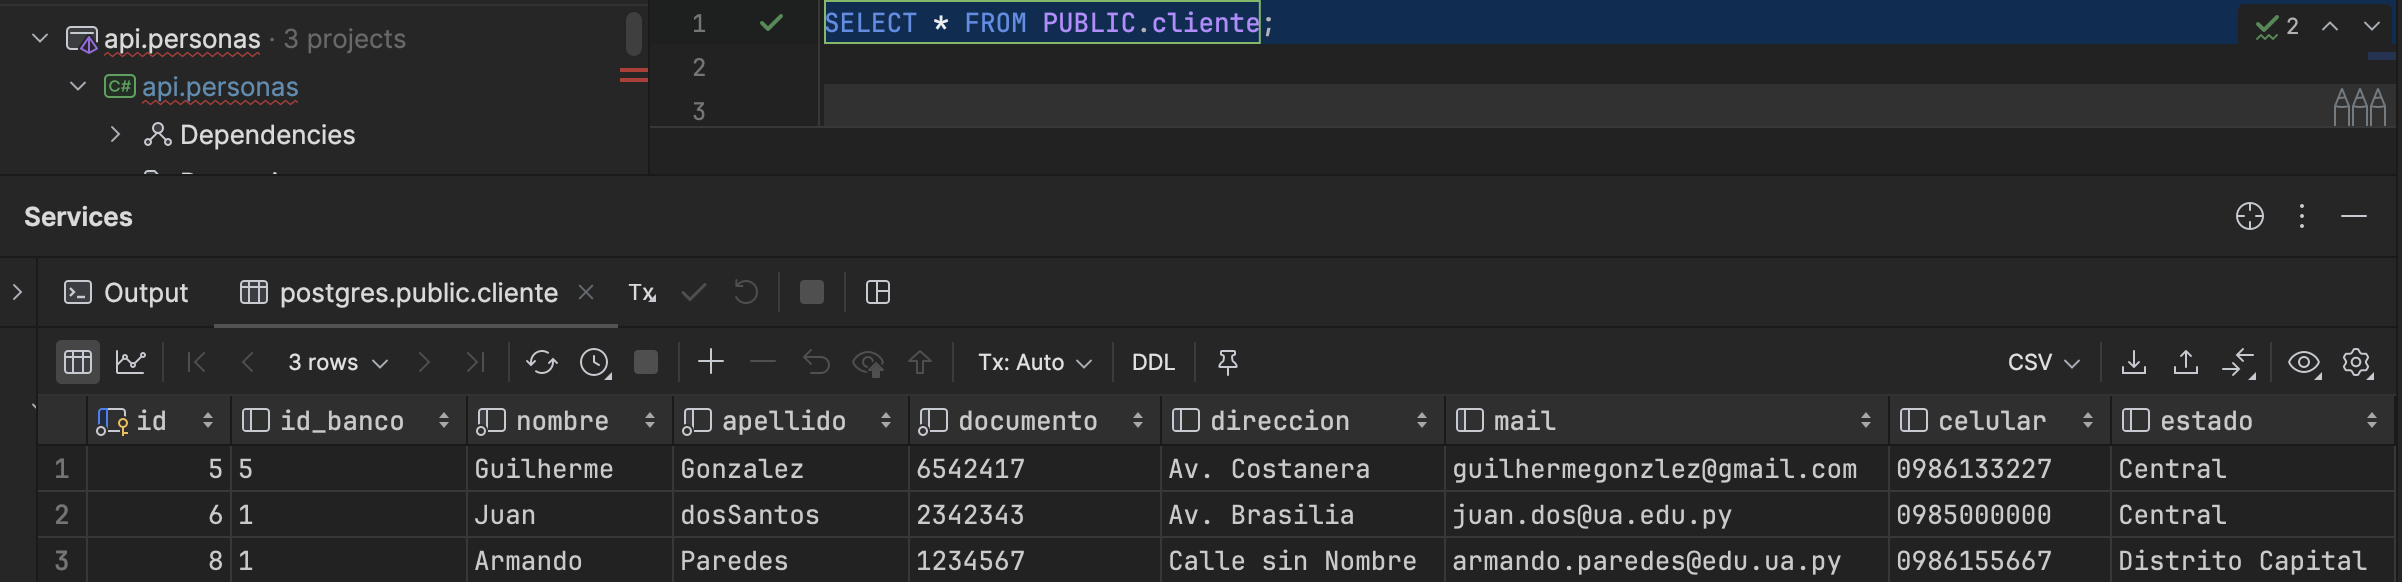 api.personas · 3 projects
C# api.personas
Dependencies
1 SELECT * FROM PUBLIC.cliente;
2
3
2
Services
Output postgres.public.cliente Tx
3 rows Tx: Auto DDL CSV
id id_banco nombre apellido documento direccion mail celular estado
1 5 5 Guilherme Gonzalez 6542417 Av. Costanera guilhermegonzlez@gmail.com 0986133227 Central
2 6 1 Juan dosSantos 2342343 Av. Brasilia juan.dos@ua.edu.py 0985000000 Central
3 8 1 Armando Paredes 1234567 Calle sin Nombre armando.paredes@edu.ua.py 0986155667 Distrito Capital